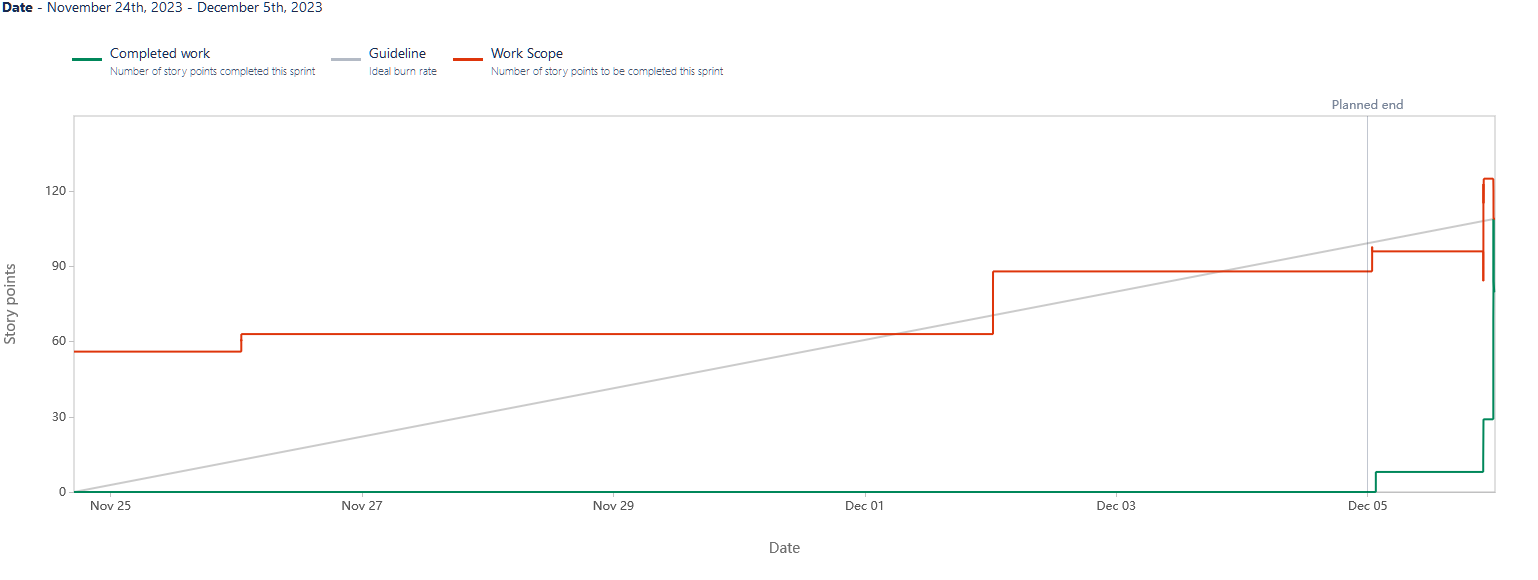 Date - November 24th, 2023 - December 5th, 2023
Completed work Guideline Work Scope
Number of story points completed this sprint Ideal burn rate Number of story points to be completed this sprint
Planned end
120
90
60
30
0
Story points
Nov 25 Nov 27 Nov 29 Dec 01 Dec 03 Dec 05
Date